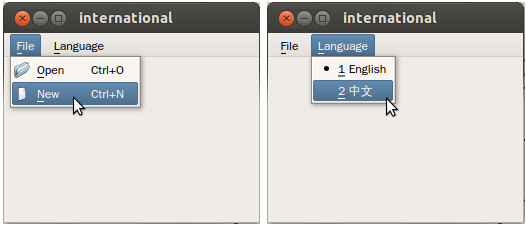 international
File Language
Open Ctrl+O
New Ctrl+N
international
File Language
1 English
2 中文